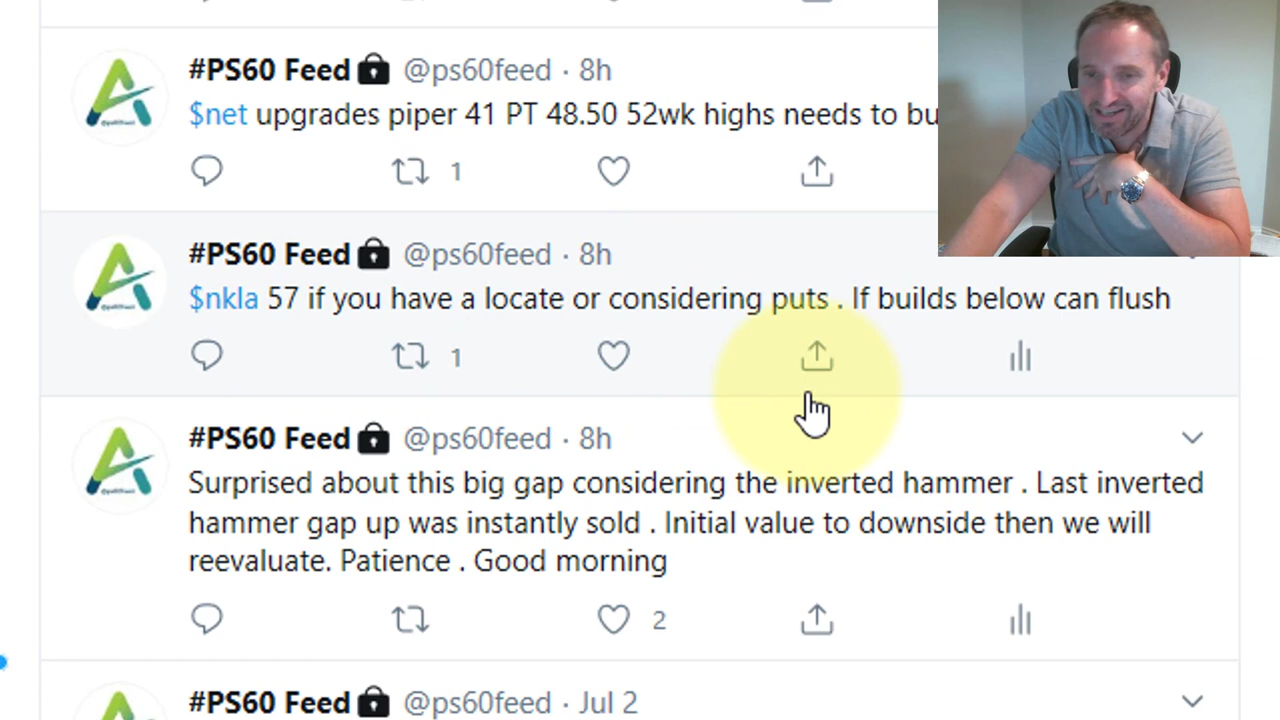 #PS60 Feed @ps60feed · 8h
$net upgrades piper 41 PT 48.50 52wk highs needs to bu
1
#PS60 Feed @ps60feed · 8h
$nkla 57 if you have a locate or considering puts . If builds below can flush
1
#PS60 Feed @ps60feed · 8h
Surprised about this big gap considering the inverted hammer . Last inverted
hammer gap up was instantly sold . Initial value to downside then we will
reevaluate. Patience . Good morning
2
#PS60 Feed @ps60feed · Jul 2